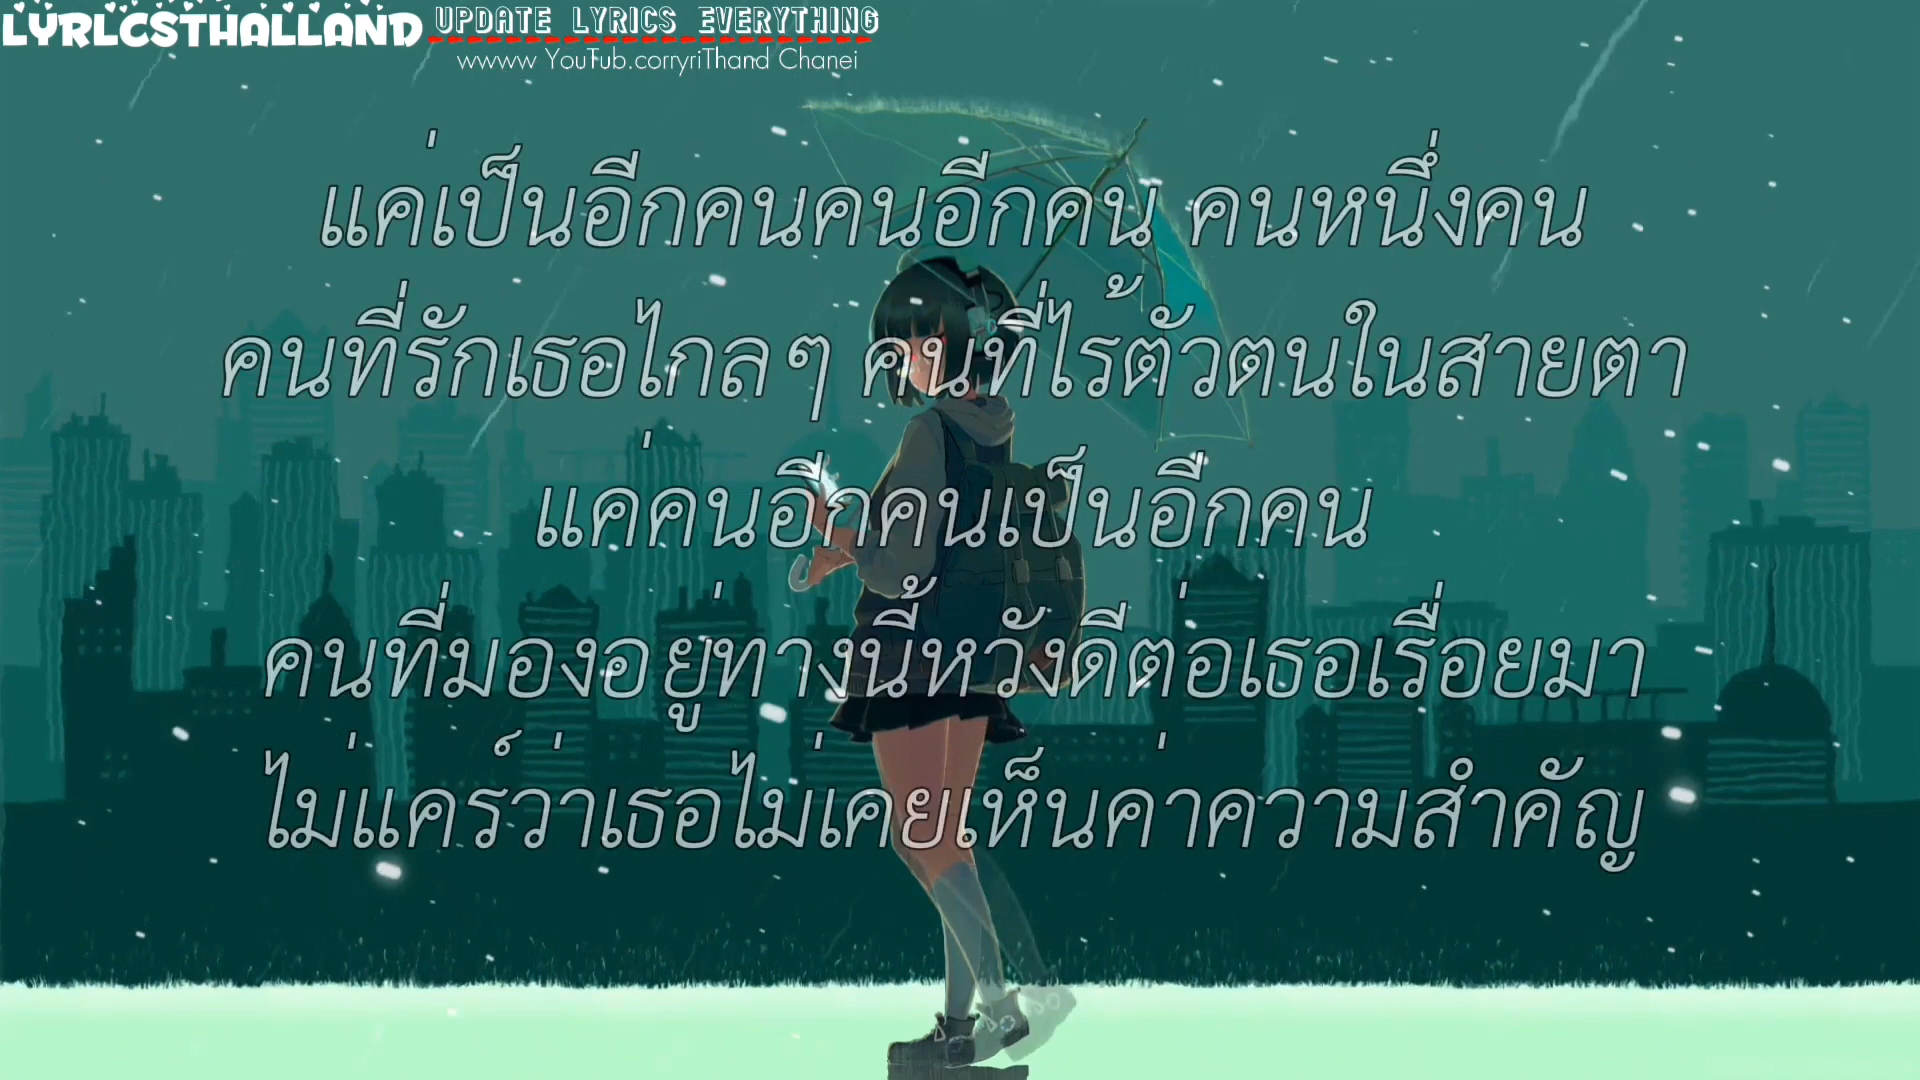 LYRLCSTHALLAND UPDATE LYRICS EVERYTHING
wwww YouTub.corryriThand Chanei
แค่เป็นอีกคนคนอีกคน คนหนึ่งคน
คนที่รักเธอไกลๆ คนที่ไร้ตัวตนในสายตา
แค่คนอีกคนเป็นอีกคน
คนที่มองอยู่ทางนี้หวังดีต่อเธอเรื่อยมา
ไม่แคร์ว่าเธอไม่เคยเห็นค่าความสำคัญ